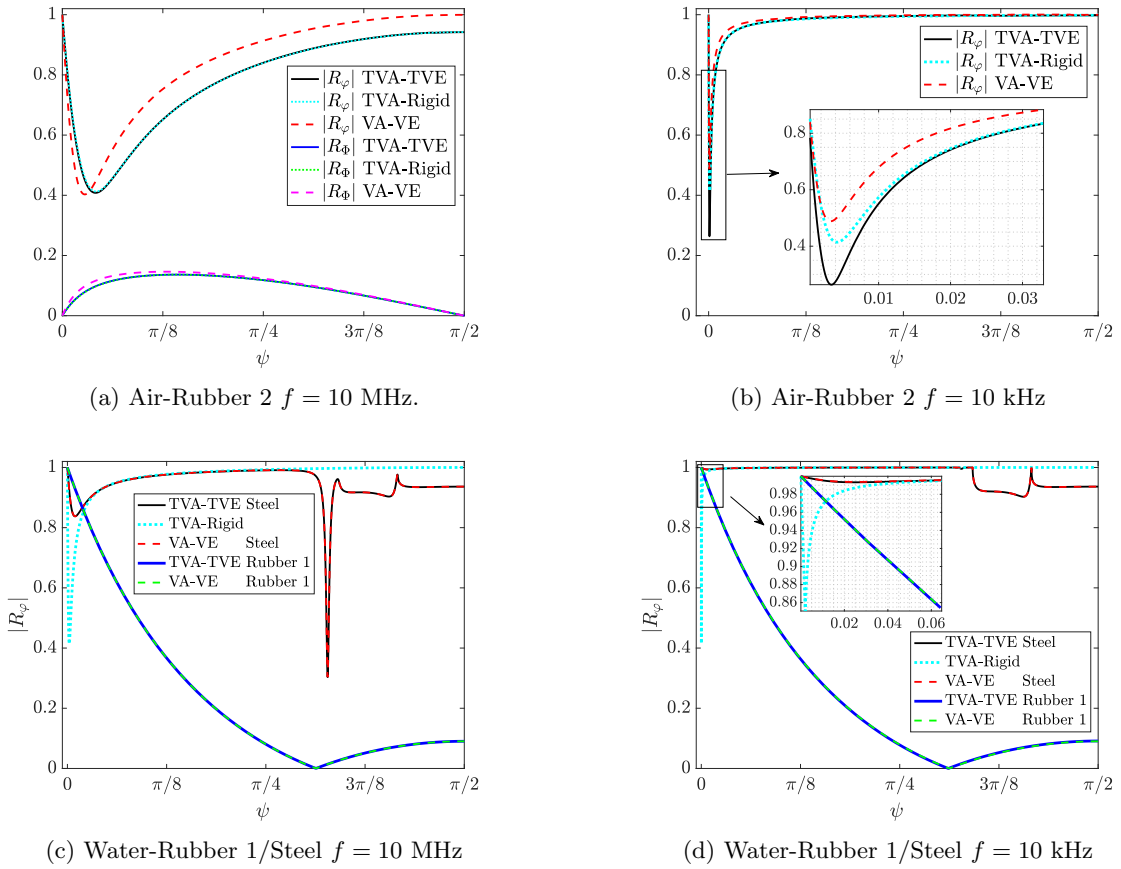 1
0.8
0.6
0.4
0.2
0
0
π/8
π/4
3π/8
π/2
ψ
|R_φ| TVA-TVE
|R_φ| TVA-Rigid
|R_φ| VA-VE
|R_Φ| TVA-TVE
|R_Φ| TVA-Rigid
|R_Φ| VA-VE
(a) Air-Rubber 2 f = 10 MHz.
1
0.8
0.6
0.4
0.2
0
0
π/8
π/4
3π/8
π/2
ψ
|R_φ| TVA-TVE
|R_φ| TVA-Rigid
|R_φ| VA-VE
0.8
0.6
0.4
0.01
0.02
0.03
(b) Air-Rubber 2 f = 10 kHz
|R_φ|
1
0.8
0.6
0.4
0.2
0
0
π/8
π/4
3π/8
π/2
ψ
TVA-TVE Steel
TVA-Rigid
VA-VE Steel
TVA-TVE Rubber 1
VA-VE Rubber 1
(c) Water-Rubber 1/Steel f = 10 MHz
|R_φ|
1
0.8
0.6
0.4
0.2
0
0
π/8
π/4
3π/8
π/2
ψ
0.98
0.96
0.94
0.92
0.9
0.88
0.86
0.02
0.04
0.06
TVA-TVE Steel
TVA-Rigid
VA-VE Steel
TVA-TVE Rubber 1
VA-VE Rubber 1
(d) Water-Rubber 1/Steel f = 10 kHz